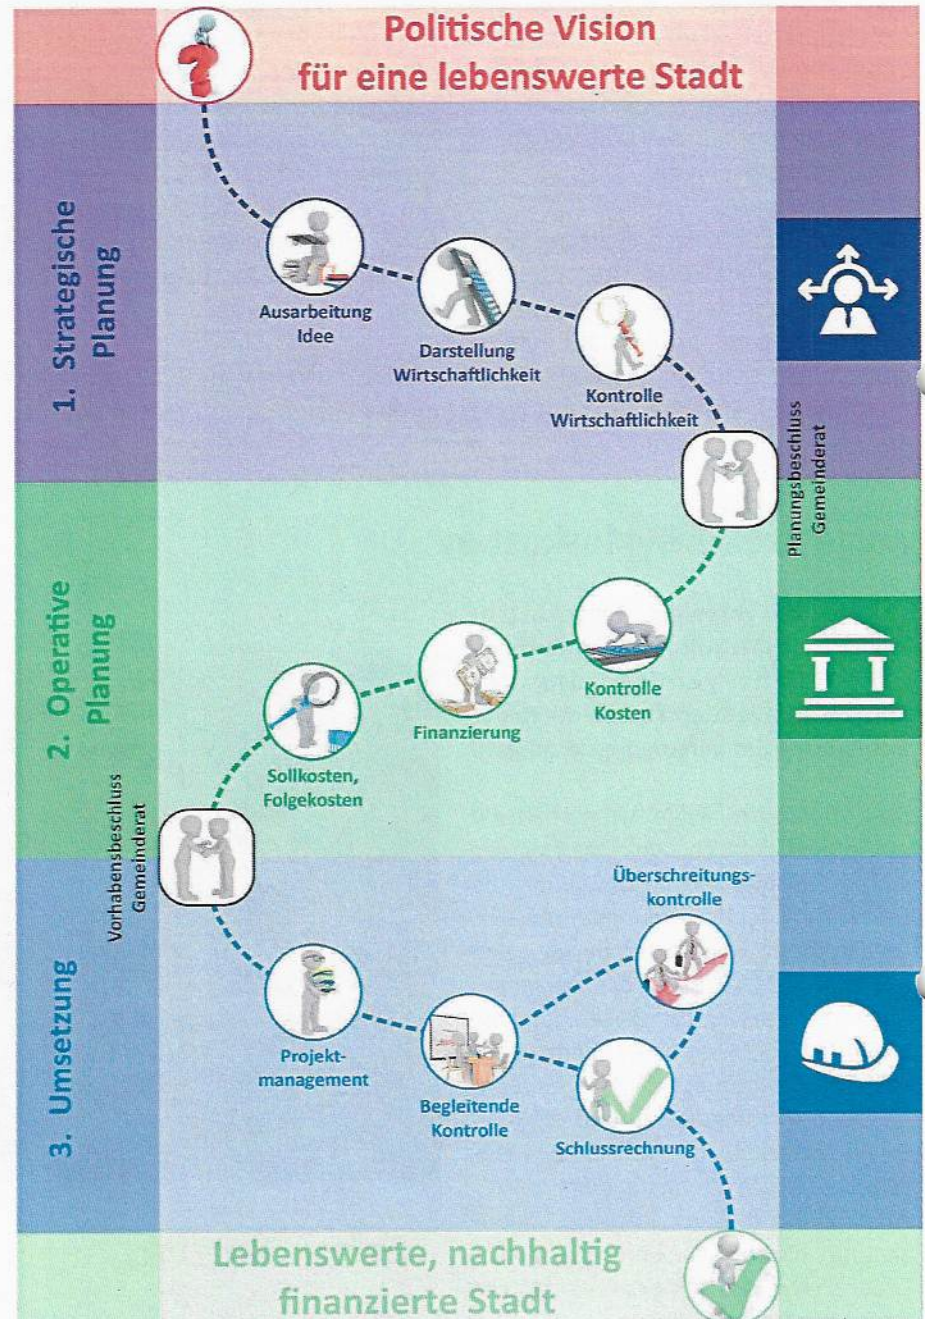 Politische Vision
für eine lebenswerte Stadt
1. Strategische
Planung
Ausarbeitung
Idee
Darstellung
Wirtschaftlichkeit
Kontrolle
Wirtschaftlichkeit
Planungsbeschluss
Gemeinderat
2. Operative
Planung
Kontrolle
Kosten
Finanzierung
Sollkosten,
Folgekosten
Vorhabensbeschluss
Gemeinderat
3. Umsetzung
Projekt-
management
Begleitende
Kontrolle
Überschreitungs-
kontrolle
Schlussrechnung
Lebenswerte, nachhaltig
finanzierte Stadt